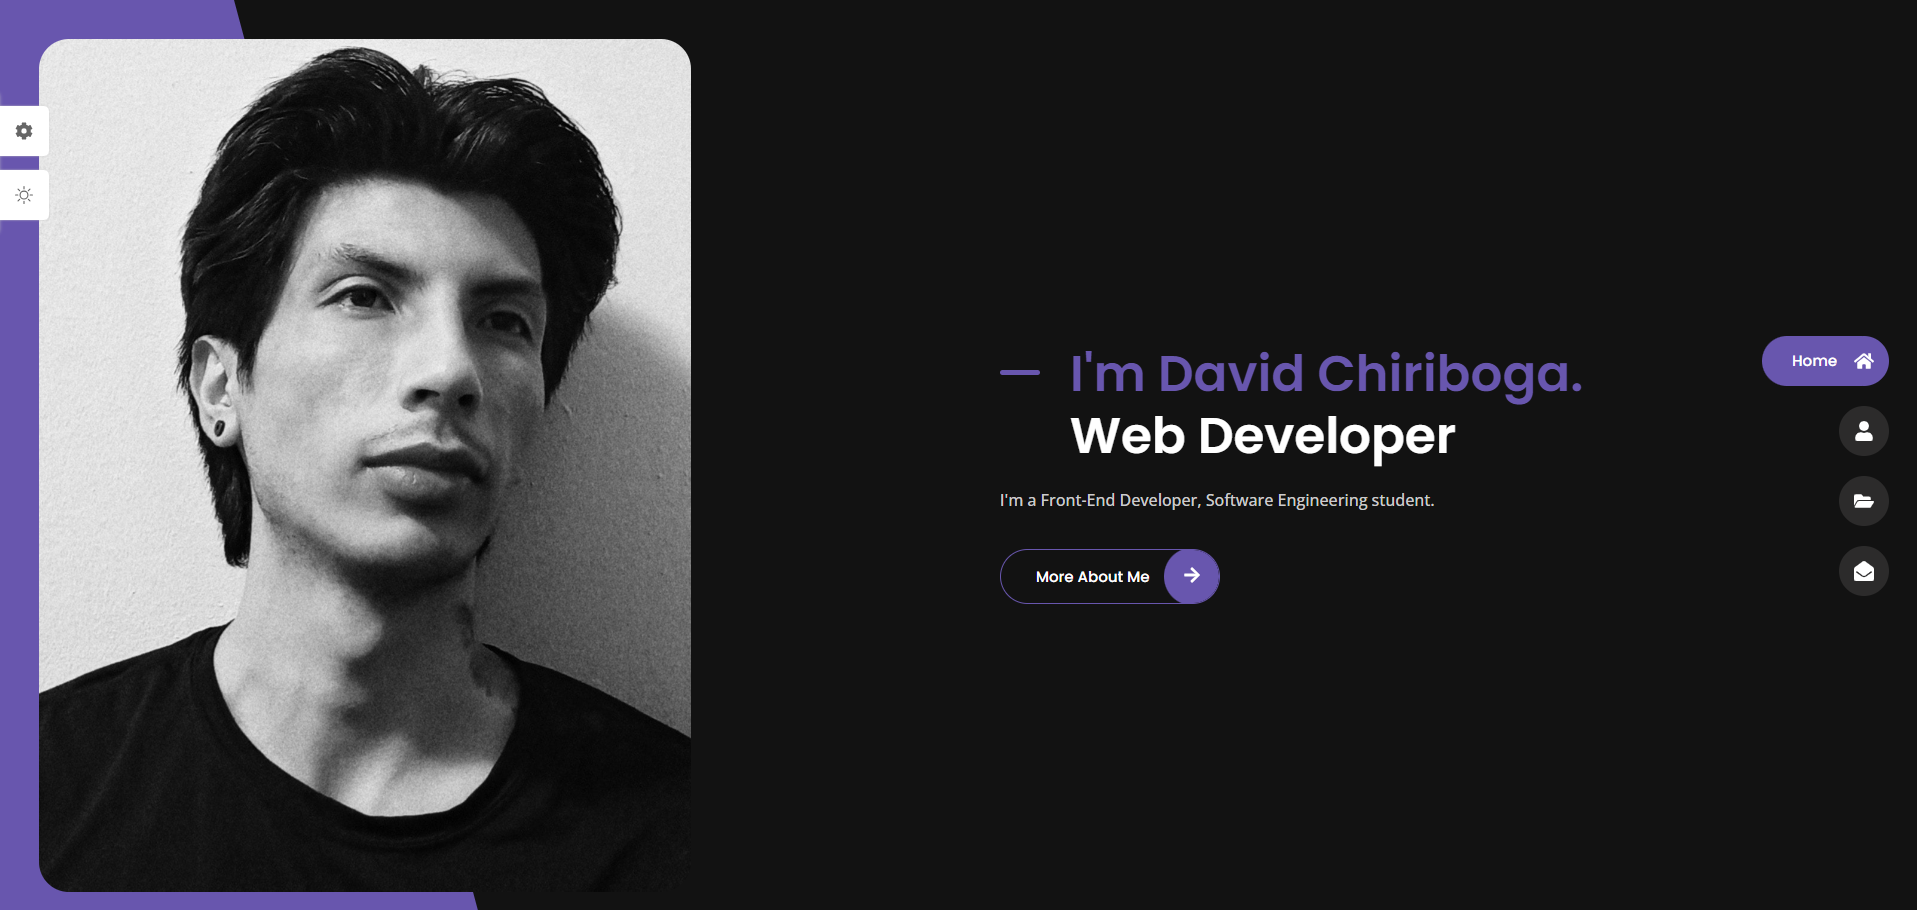 I'm David Chiriboga.
Web Developer
I'm a Front-End Developer, Software Engineering student.
More About Me
Home